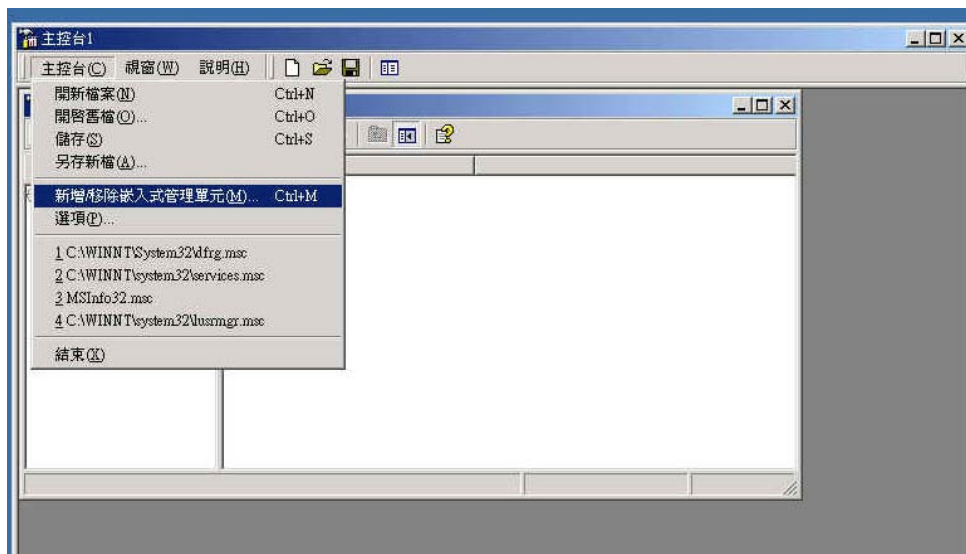 主控台1
主控台(C) 視窗(W) 說明(H)
開新檔案(N) Ctrl+N
開啓舊檔(O)... Ctrl+O
儲存(S) Ctrl+S
另存新檔(A)...
新增/移除嵌入式管理單元(M)... Ctrl+M
選項(P)...
1 C:\WINNT\System32\dfrg.msc
2 C:\WINNT\system32\services.msc
3 MSInfo32.msc
4 C:\WINNT\system32\lusrmgr.msc
結束(X)